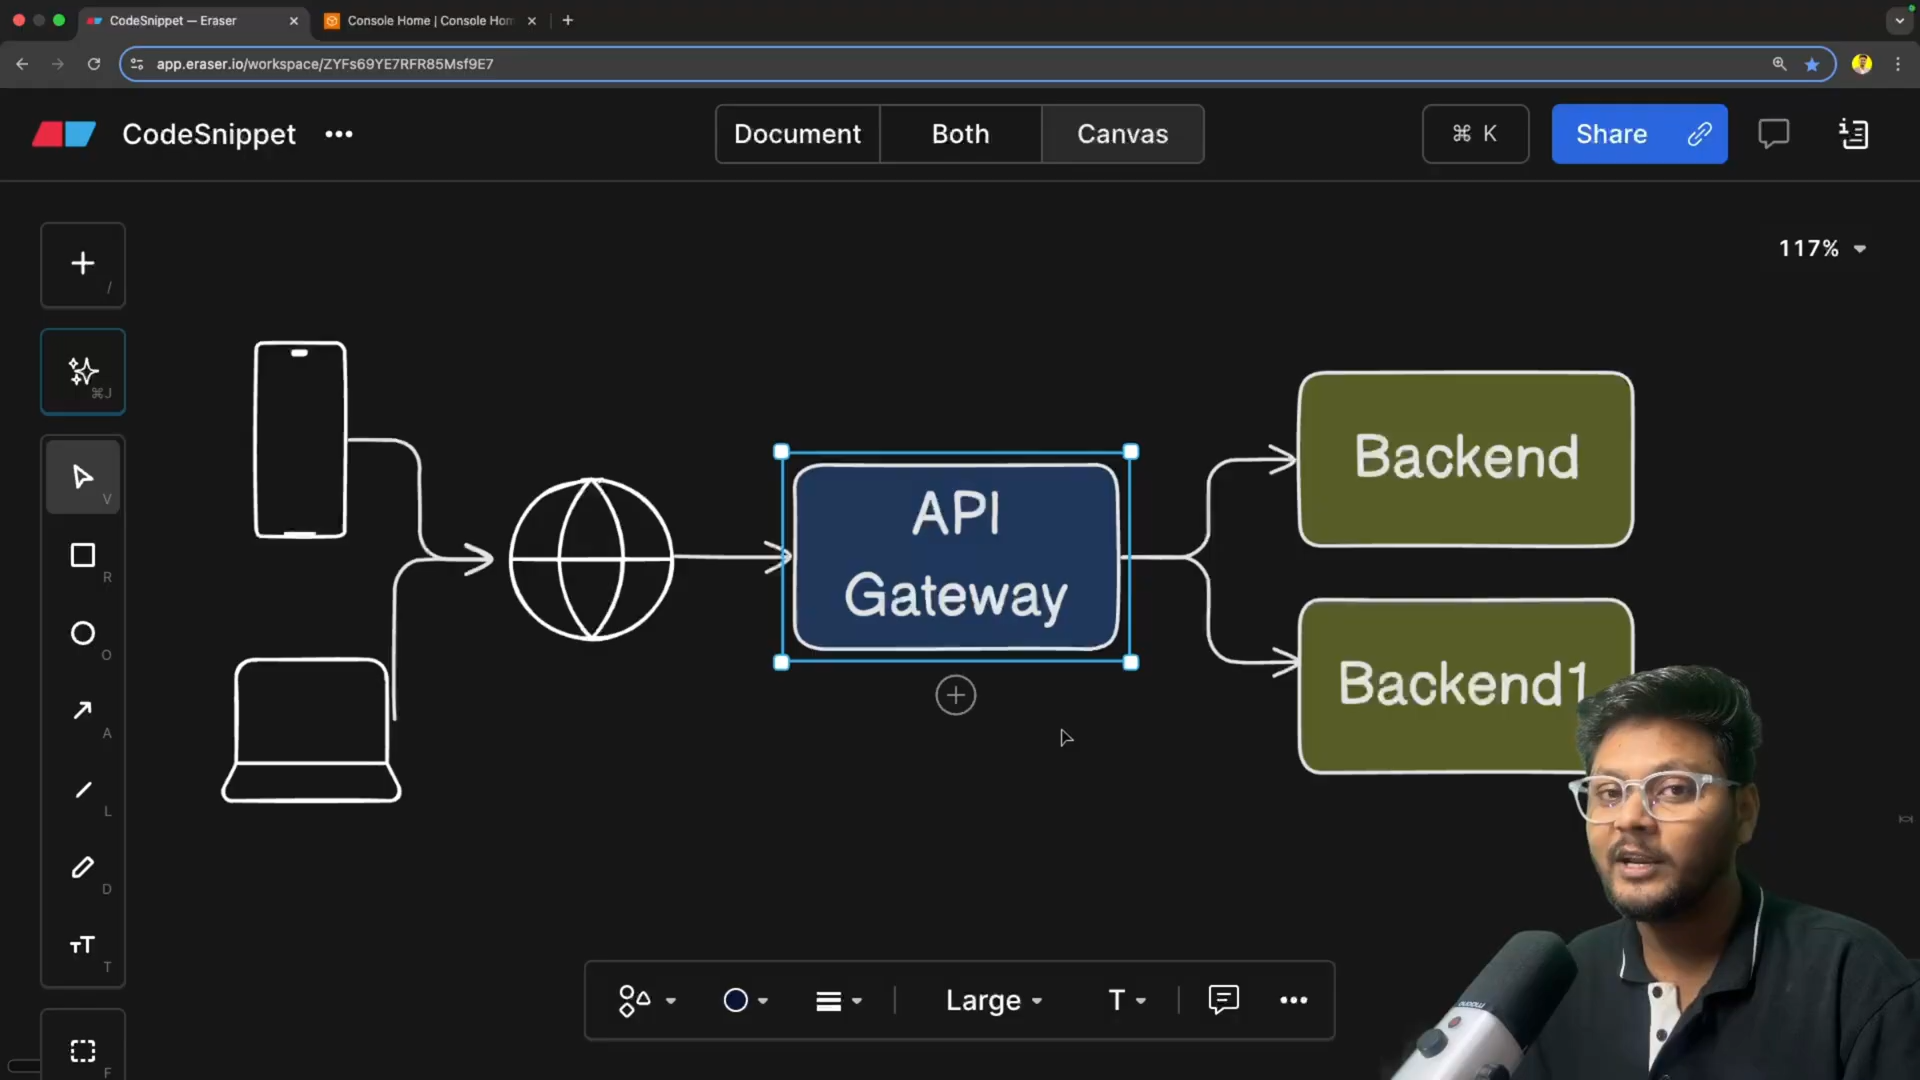 CodeSnippet — Eraser
Console Home | Console Hom
app.eraser.io/workspace/ZYFs69YE7RFR85Msf9E7
CodeSnippet
Document
Both
Canvas
⌘ K
Share
117%
/
⌘J
V
R
O
A
L
D
T
F
API
Gateway
Backend
Backend1
Large
T